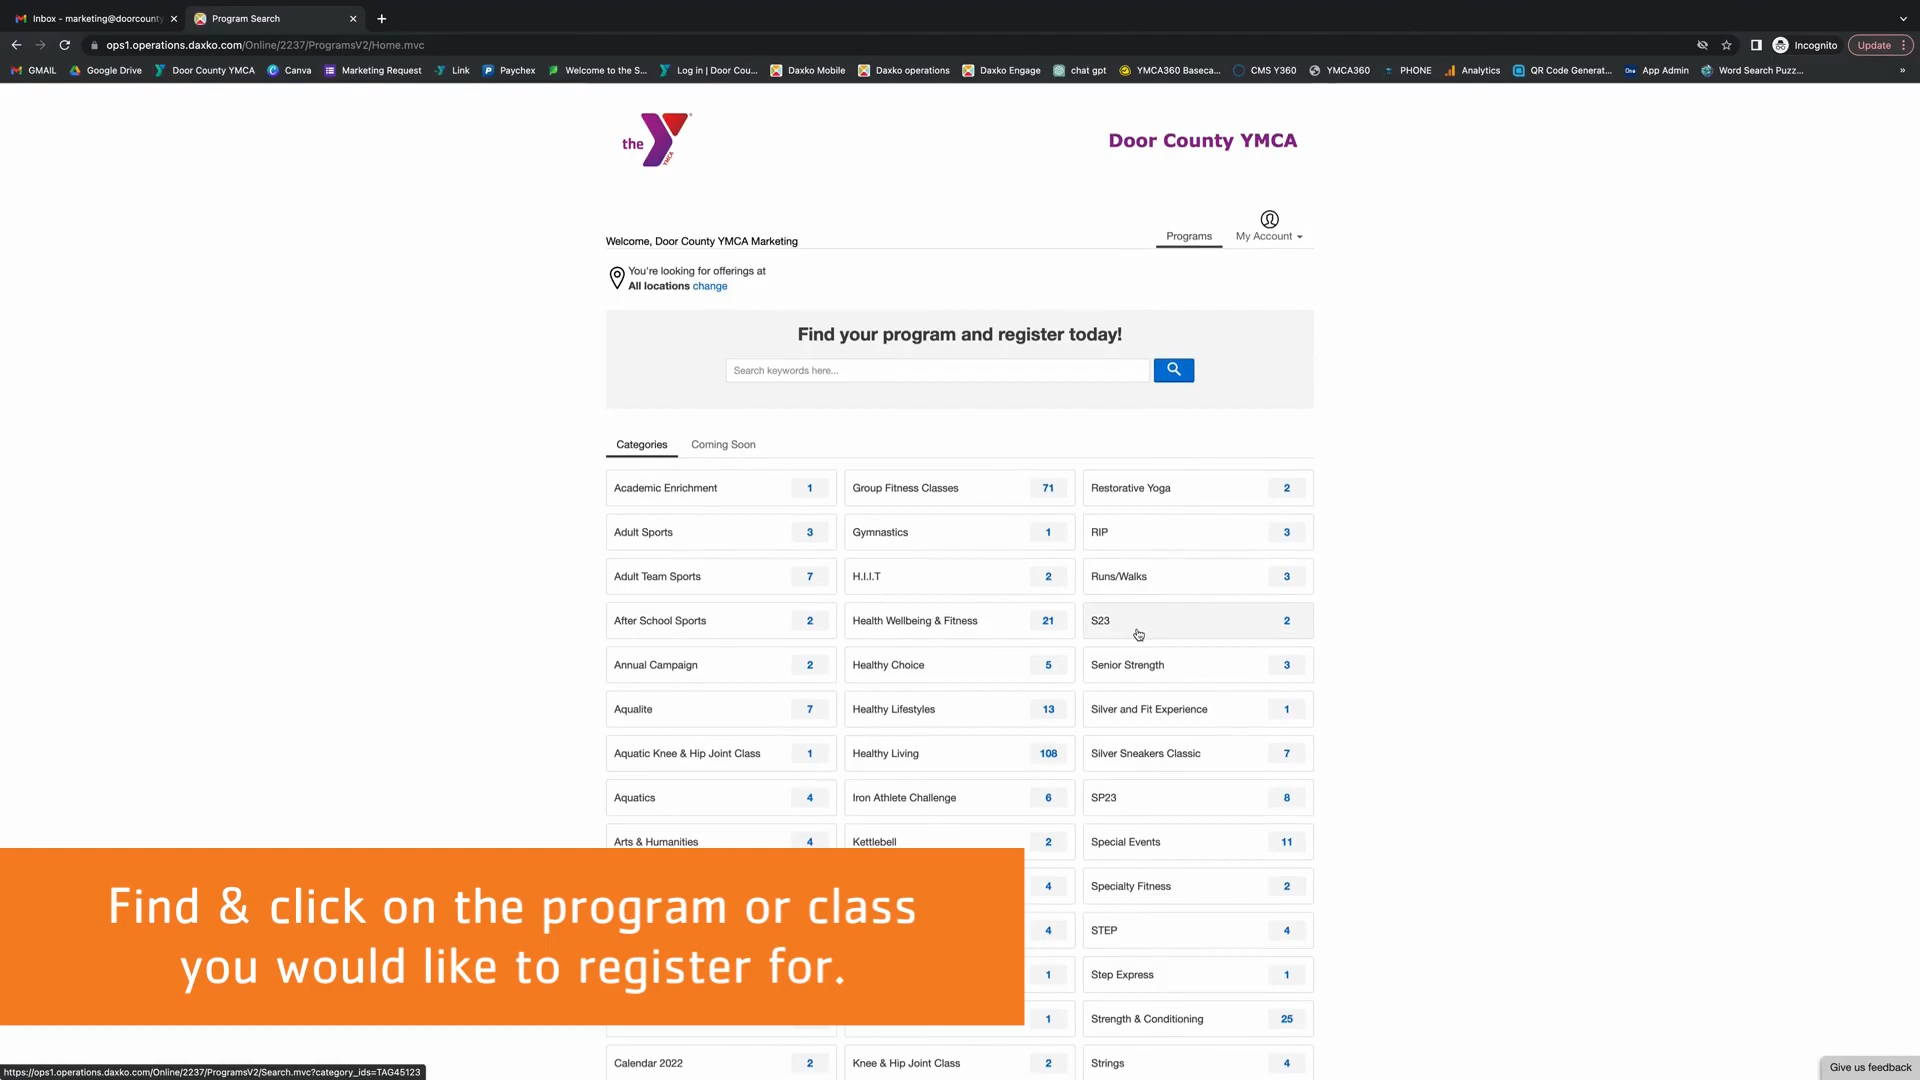 Inbox - marketing@doorcounty
Program Search
ops1.operations.daxko.com/Online/2237/ProgramsV2/Home.mvc
Incognito
Update
GMAIL
Google Drive
Door County YMCA
Canva
Marketing Request
Link
Paychex
Welcome to the S...
Log in | Door Cou...
Daxko Mobile
Daxko operations
Daxko Engage
chat gpt
YMCA360 Baseca...
CMS Y360
YMCA360
PHONE
Analytics
QR Code Generat...
App Admin
Word Search Puzz...
the Y
YMCA
Door County YMCA
Welcome, Door County YMCA Marketing
Programs
My Account
You're looking for offerings at
All locations change
Find your program and register today!
Search keywords here...
Categories
Coming Soon
Academic Enrichment 1
Group Fitness Classes 71
Restorative Yoga 2
Adult Sports 3
Gymnastics 1
RIP 3
Adult Team Sports 7
H.I.I.T 2
Runs/Walks 3
After School Sports 2
Health Wellbeing & Fitness 21
S23 2
Annual Campaign 2
Healthy Choice 5
Senior Strength 3
Aqualite 7
Healthy Lifestyles 13
Silver and Fit Experience 1
Aquatic Knee & Hip Joint Class 1
Healthy Living 108
Silver Sneakers Classic 7
Aquatics 4
Iron Athlete Challenge 6
SP23 8
Arts & Humanities 4
Kettlebell 2
Special Events 11
4
Specialty Fitness 2
4
STEP 4
1
Step Express 1
1
Strength & Conditioning 25
Calendar 2022 2
Knee & Hip Joint Class 2
Strings 4
Find & click on the program or class
you would like to register for.
https://ops1.operations.daxko.com/Online/2237/ProgramsV2/Search.mvc?category_ids=TAG45123
Give us feedback